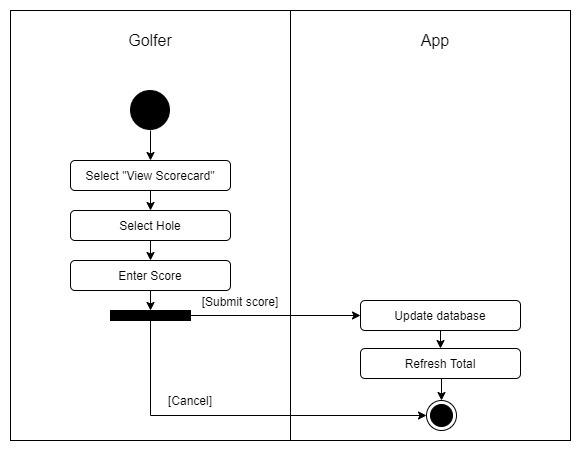 Golfer
App
Select "View Scorecard"
Select Hole
Enter Score
[Submit score]
Update database
Refresh Total
[Cancel]